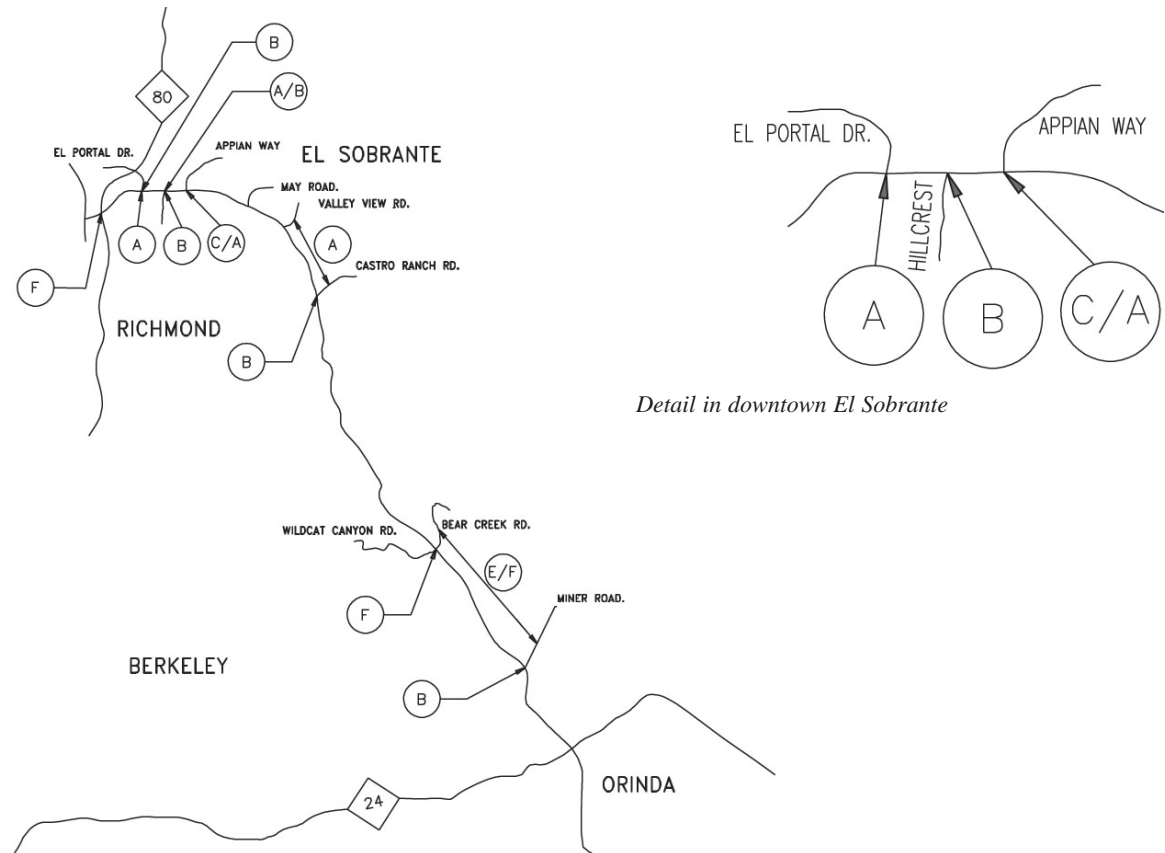 B
A/B
80
EL PORTAL DR.
APPIAN WAY
EL SOBRANTE
MAY ROAD.
VALLEY VIEW RD.
A
B
C/A
A
CASTRO RANCH RD.
F
RICHMOND
B
EL PORTAL DR.
APPIAN WAY
HILLCREST
A
B
C/A
Detail in downtown El Sobrante
WILDCAT CANYON RD.
BEAR CREEK RD.
E/F
F
MINER ROAD.
BERKELEY
B
ORINDA
24